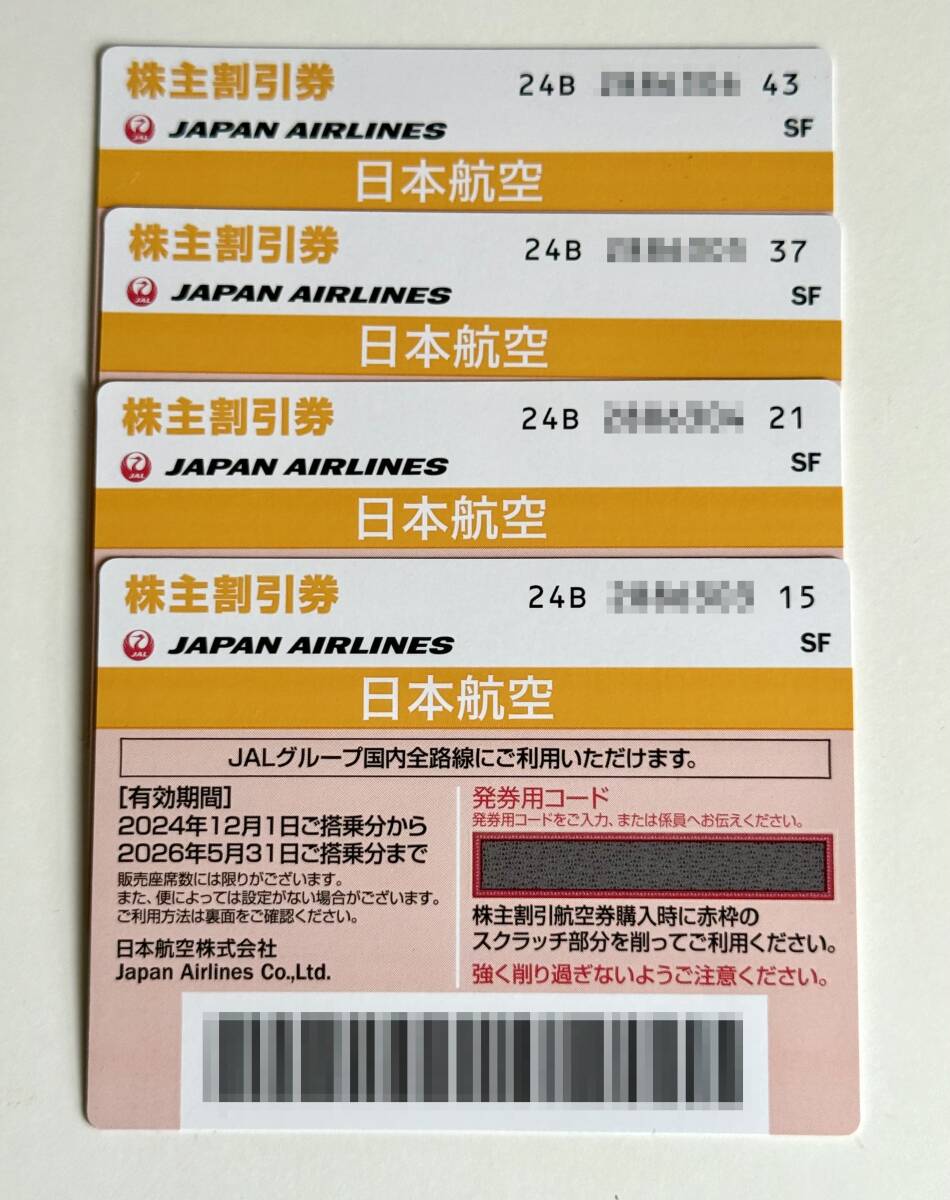 株主割引券 24B 43
JAL JAPAN AIRLINES SF
日本航空
株主割引券 24B 37
JAL JAPAN AIRLINES SF
日本航空
株主割引券 24B 21
JAL JAPAN AIRLINES SF
日本航空
株主割引券 24B 15
JAL JAPAN AIRLINES SF
日本航空
JALグループ国内全路線にご利用いただけます。
[有効期間]
2024年12月1日ご搭乗分から
2026年5月31日ご搭乗分まで
販売座席数には限りがございます。
また、便によっては設定がない場合がございます。
ご利用方法は裏面をご確認ください。
日本航空株式会社
Japan Airlines Co.,Ltd.
発券用コード
発券用コードをご入力、または係員へお伝えください。
株主割引航空券購入時に赤枠の
スクラッチ部分を削ってご利用ください。
強く削り過ぎないようご注意ください。